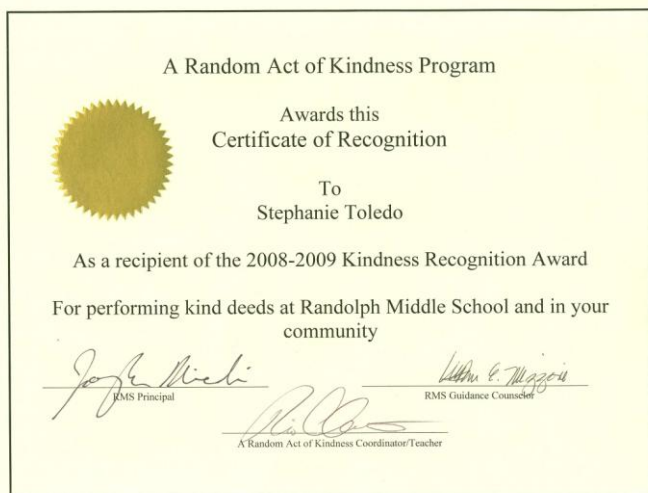 A Random Act of Kindness Program
Awards this
Certificate of Recognition
To
Stephanie Toledo
As a recipient of the 2008-2009 Kindness Recognition Award
For performing kind deeds at Randolph Middle School and in your
community
RMS Principal
RMS Guidance Counselor
A Random Act of Kindness Coordinator/Teacher